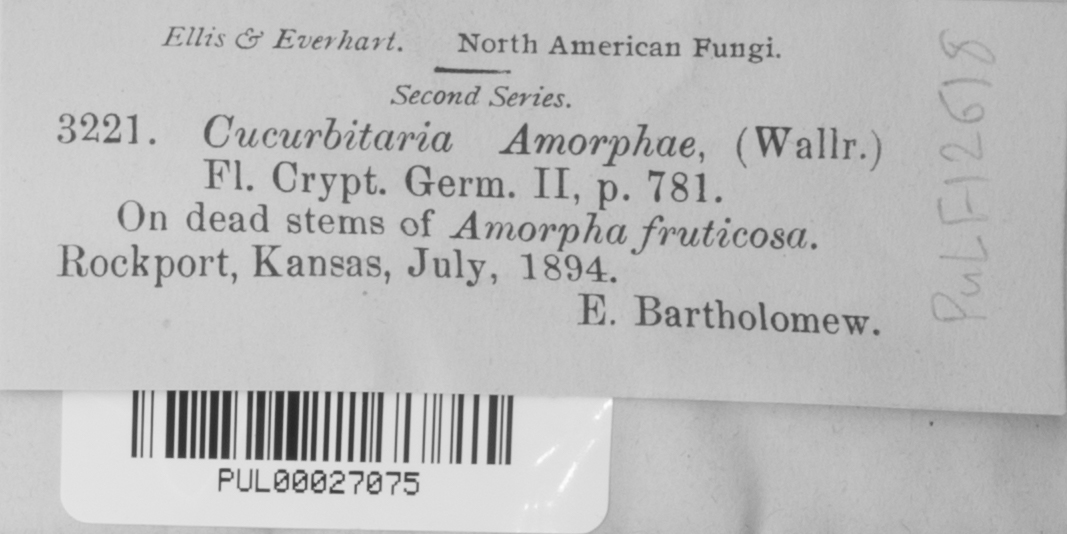 Ellis & Everhart. North American Fungi.
Second Series.
3221. Cucurbitaria Amorphae, (Wallr.)
Fl. Crypt. Germ. II, p. 781.
On dead stems of Amorpha fruticosa.
Rockport, Kansas, July, 1894.
E. Bartholomew.
PUL00027075
PuL F12618